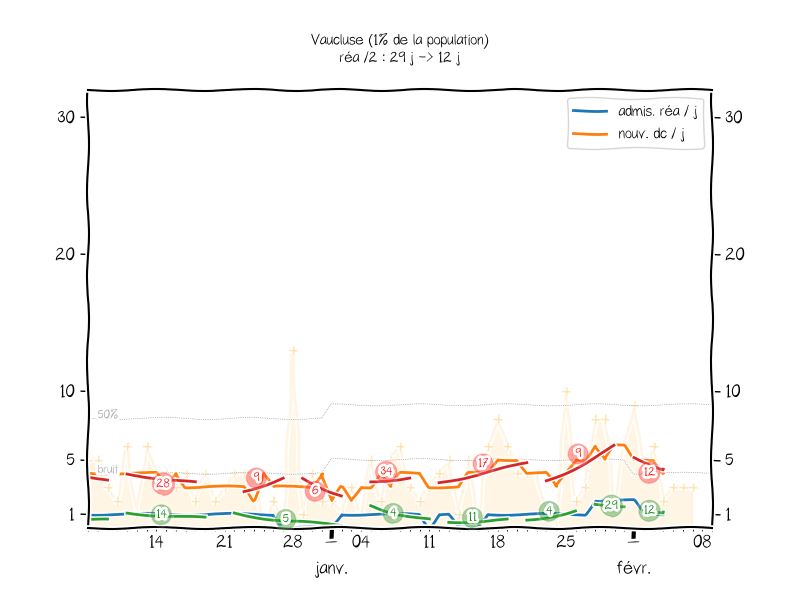 Vaucluse (1% de la population)
réa /2 : 29 j -> 12 j
admis. réa / j
nouv. dc / j
30 30
20 20
10 10
50%
5 5
bruit
1 1
28 9 6 34 17 9 12
14 5 4 11 4 29 12
14 21 28 04 11 18 25 08
janv. févr.